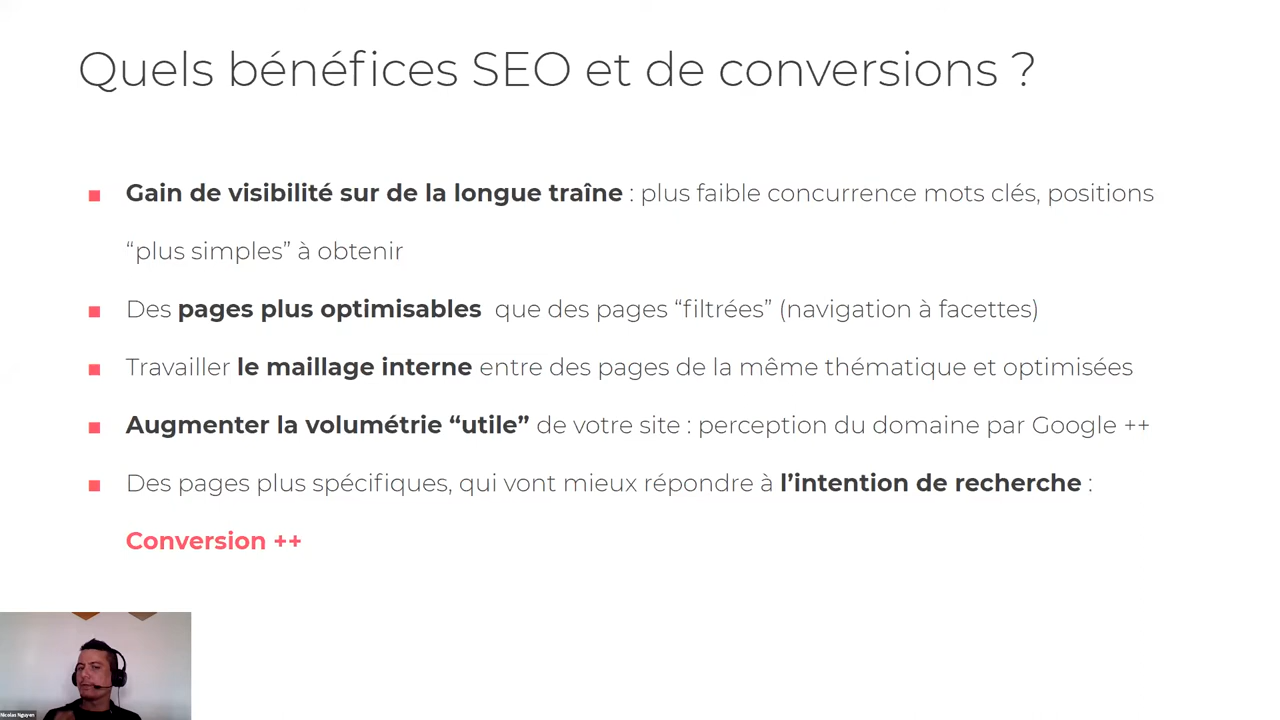 Quels bénéfices SEO et de conversions ?
■ Gain de visibilité sur de la longue traîne : plus faible concurrence mots clés, positions
“plus simples” à obtenir
■ Des pages plus optimisables que des pages “filtrées” (navigation à facettes)
■ Travailler le maillage interne entre des pages de la même thématique et optimisées
■ Augmenter la volumétrie “utile” de votre site : perception du domaine par Google ++
■ Des pages plus spécifiques, qui vont mieux répondre à l’intention de recherche :
Conversion ++
Nicolas Nguyen